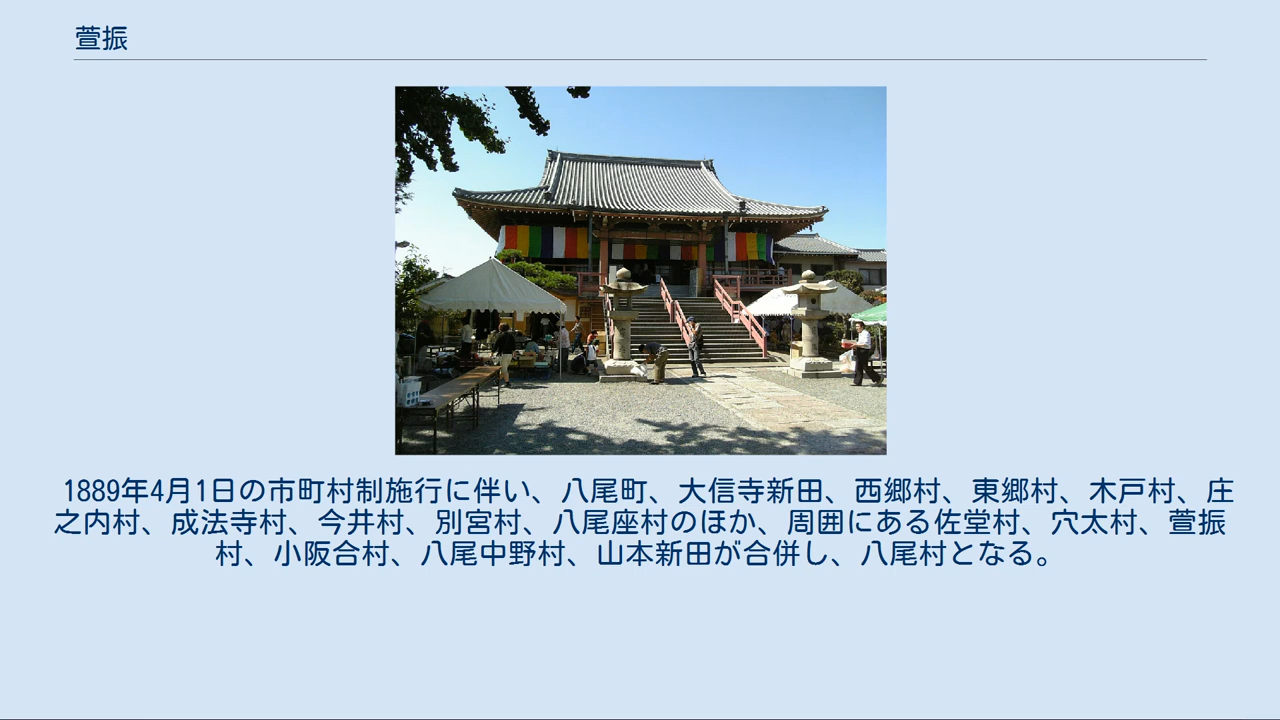 萱振
1889年4月1日の市町村制施行に伴い、八尾町、大信寺新田、西郷村、東郷村、木戸村、庄
之内村、成法寺村、今井村、別宮村、八尾座村のほか、周囲にある佐堂村、穴太村、萱振
村、小阪合村、八尾中野村、山本新田が合併し、八尾村となる。